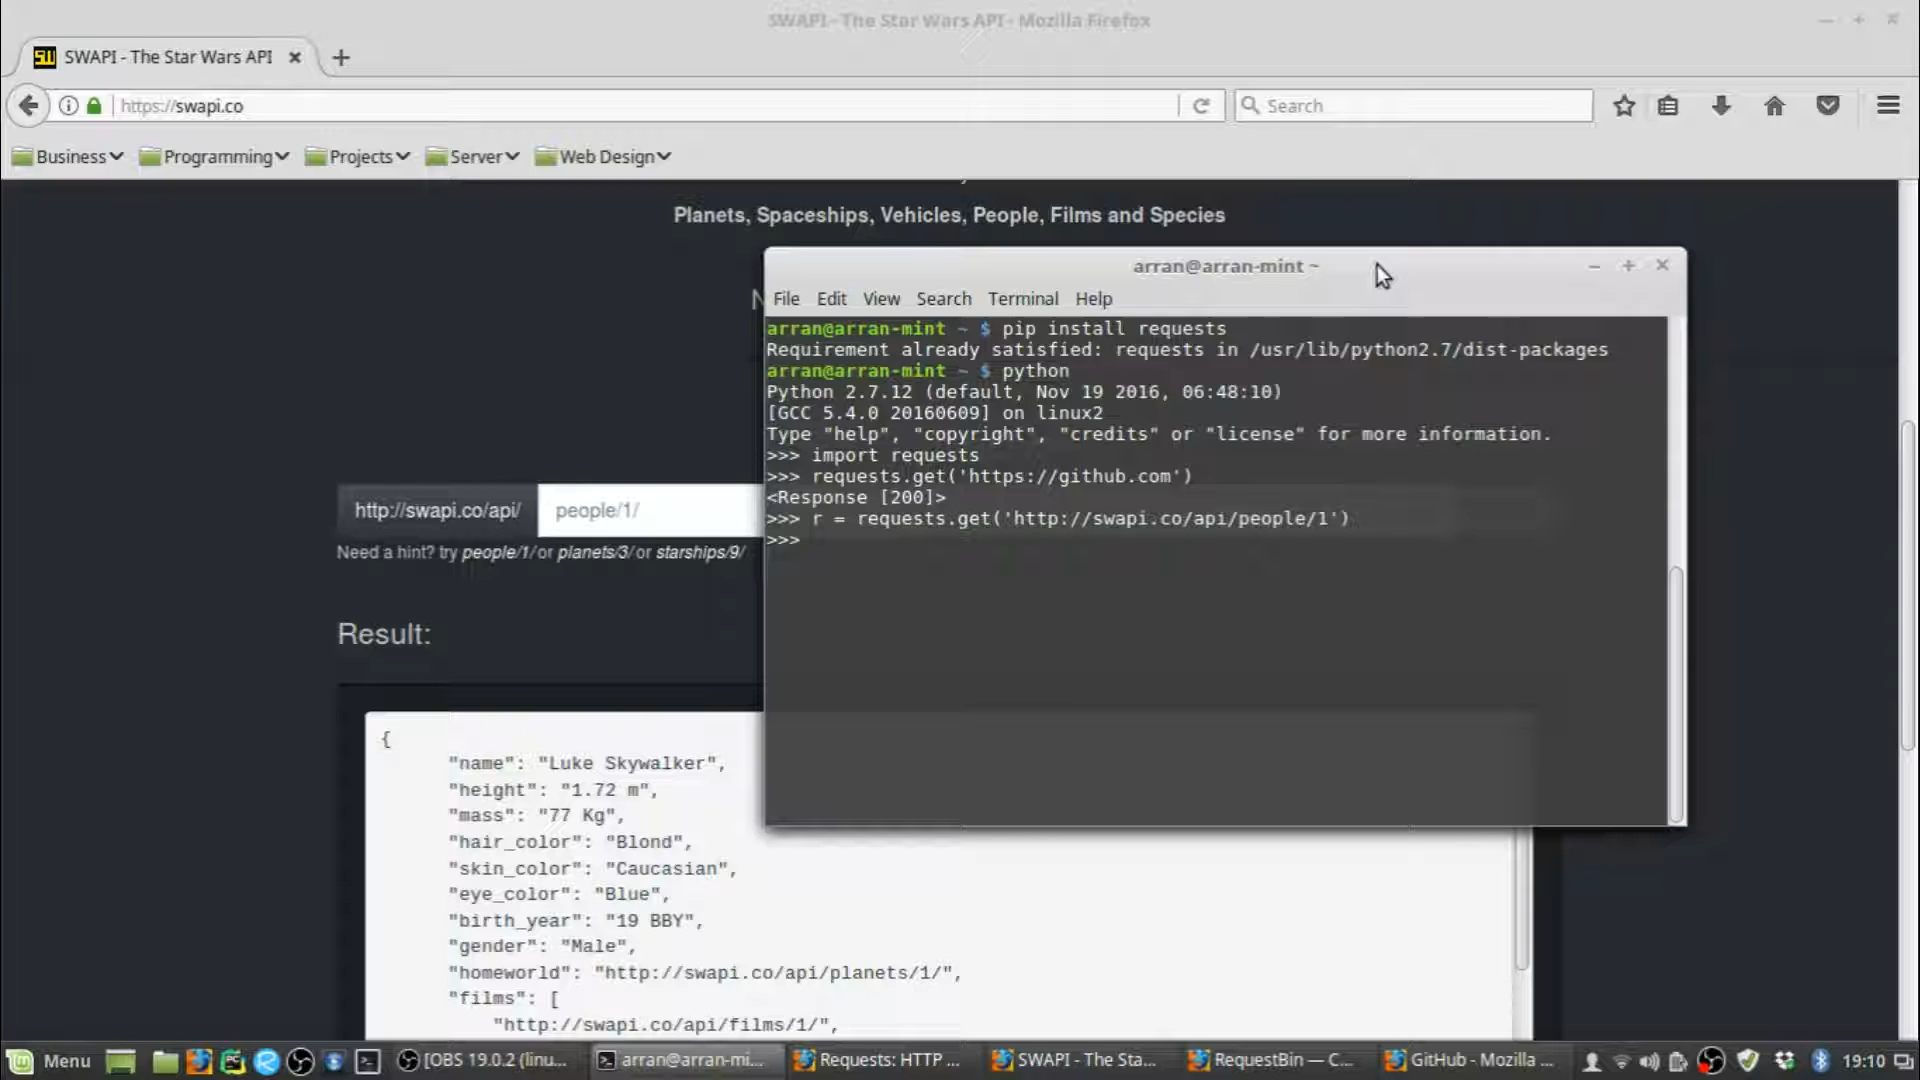 SWAPI - The Star Wars API - Mozilla Firefox
SWAPI - The Star Wars API
https://swapi.co
Search
Business
Programming
Projects
Server
Web Design
Planets, Spaceships, Vehicles, People, Films and Species
arran@arran-mint ~
N
File Edit View Search Terminal Help
arran@arran-mint ~ $ pip install requests
Requirement already satisfied: requests in /usr/lib/python2.7/dist-packages
arran@arran-mint ~ $ python
Python 2.7.12 (default, Nov 19 2016, 06:48:10)
[GCC 5.4.0 20160609] on linux2
Type "help", "copyright", "credits" or "license" for more information.
>>> import requests
>>> requests.get('https://github.com')
<Response [200]>
>>> r = requests.get('http://swapi.co/api/people/1')
>>>
http://swapi.co/api/
people/1/
Need a hint? try people/1/ or planets/3/ or starships/9/
Result:
{
"name": "Luke Skywalker",
"height": "1.72 m",
"mass": "77 Kg",
"hair_color": "Blond",
"skin_color": "Caucasian",
"eye_color": "Blue",
"birth_year": "19 BBY",
"gender": "Male",
"homeworld": "http://swapi.co/api/planets/1/",
"films": [
"http://swapi.co/api/films/1/",
Menu
[OBS 19.0.2 (linu...
arran@arran-mi...
Requests: HTTP ...
SWAPI - The Sta...
RequestBin — C...
GitHub - Mozilla ...
19:10